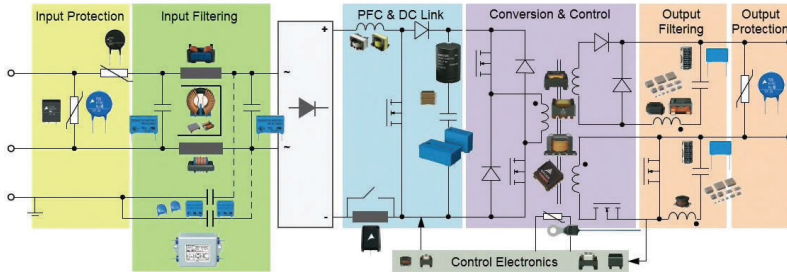 Input Protection
Input Filtering
PFC & DC Link
Conversion & Control
Output
Filtering
Output
Protection
+
~
~
-
Control Electronics